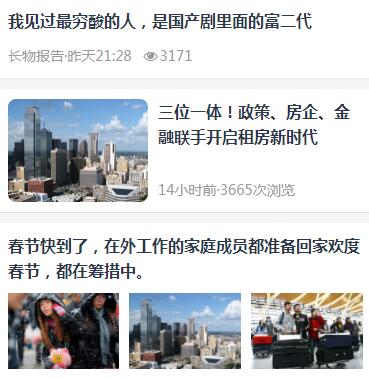 我见过最穷酸的人，是国产剧里面的富二代
长物报告·昨天21:28 3171
三位一体！政策、房企、金
融联手开启租房新时代
14小时前·3665次浏览
春节快到了，在外工作的家庭成员都准备回家欢度
春节，都在筹措中。